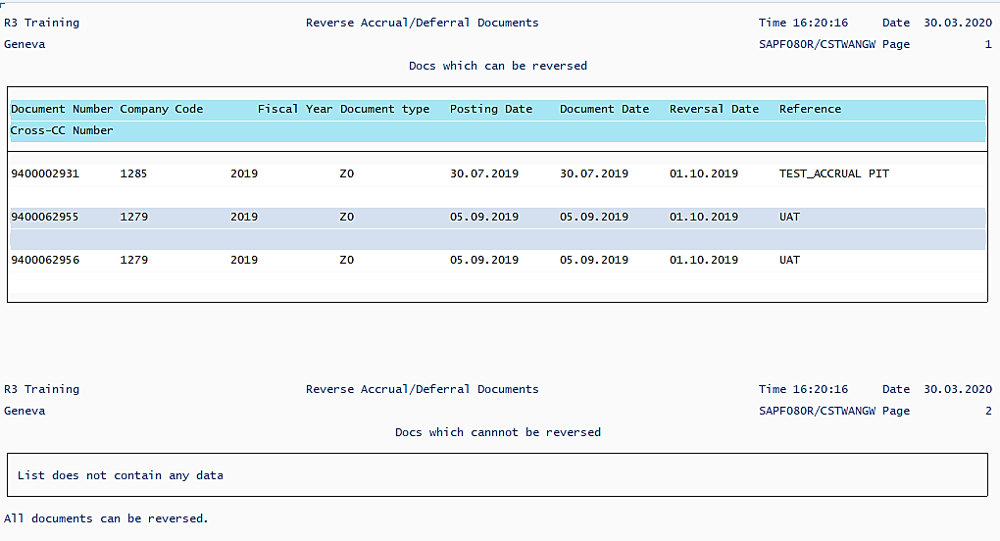 R3 Training Reverse Accrual/Deferral Documents Time 16:20:16 Date 30.03.2020
Geneva SAPF080R/CSTWANGW Page 1
Docs which can be reversed
Document Number Company Code Fiscal Year Document type Posting Date Document Date Reversal Date Reference
Cross-CC Number
9400002931 1285 2019 ZO 30.07.2019 30.07.2019 01.10.2019 TEST_ACCRUAL PIT
9400062955 1279 2019 ZO 05.09.2019 05.09.2019 01.10.2019 UAT
9400062956 1279 2019 ZO 05.09.2019 05.09.2019 01.10.2019 UAT
R3 Training Reverse Accrual/Deferral Documents Time 16:20:16 Date 30.03.2020
Geneva SAPF080R/CSTWANGW Page 2
Docs which cannnot be reversed
List does not contain any data
All documents can be reversed.